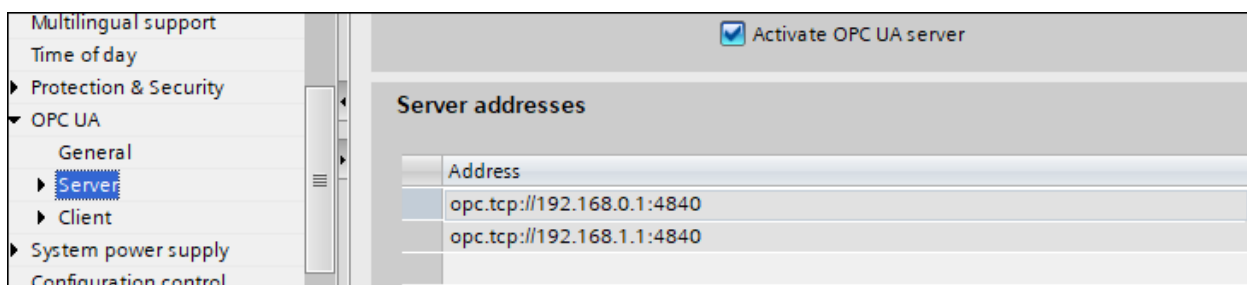 Multilingual support
Time of day
Protection & Security
OPC UA
General
Server
Client
System power supply
Configuration control
Activate OPC UA server
Server addresses
Address
opc.tcp://192.168.0.1:4840
opc.tcp://192.168.1.1:4840